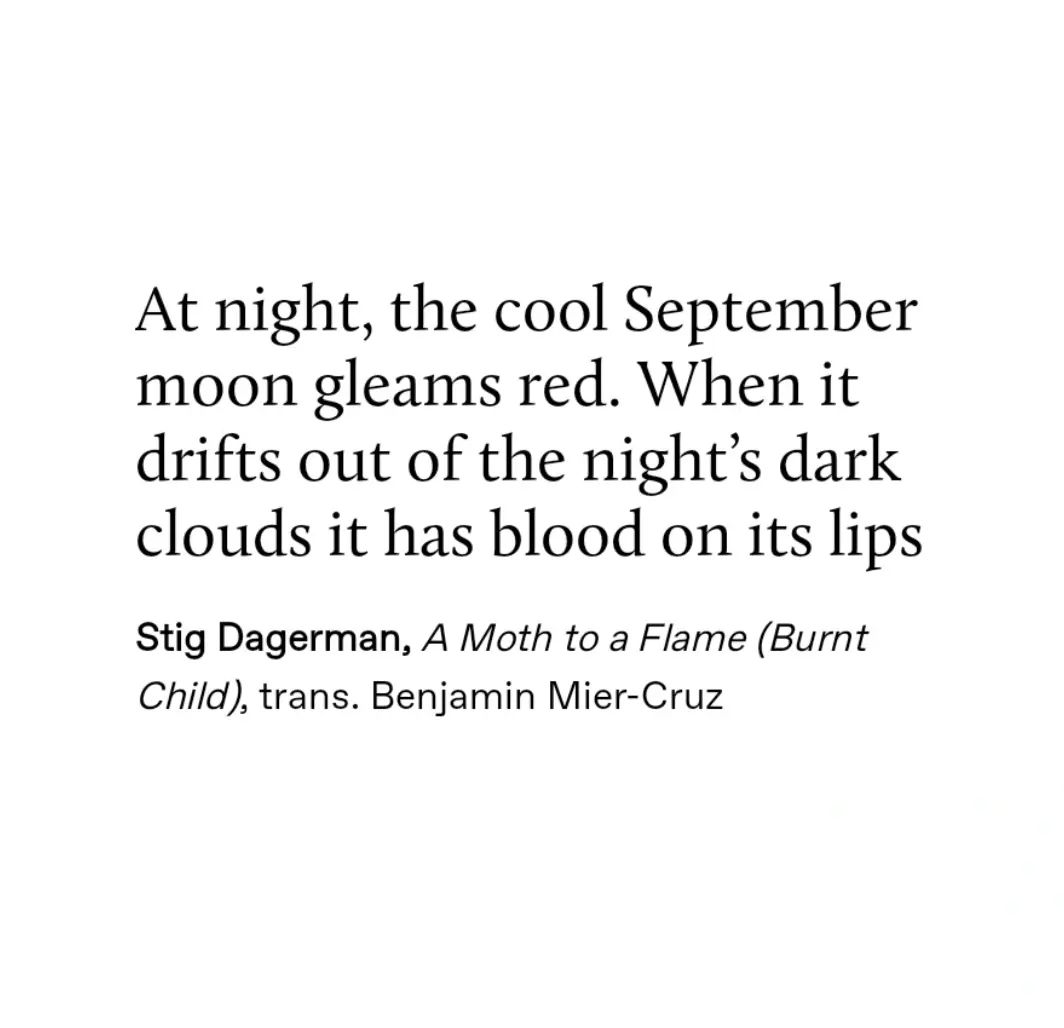 At night, the cool September
moon gleams red. When it
drifts out of the night’s dark
clouds it has blood on its lips
Stig Dagerman, A Moth to a Flame (Burnt
Child), trans. Benjamin Mier-Cruz